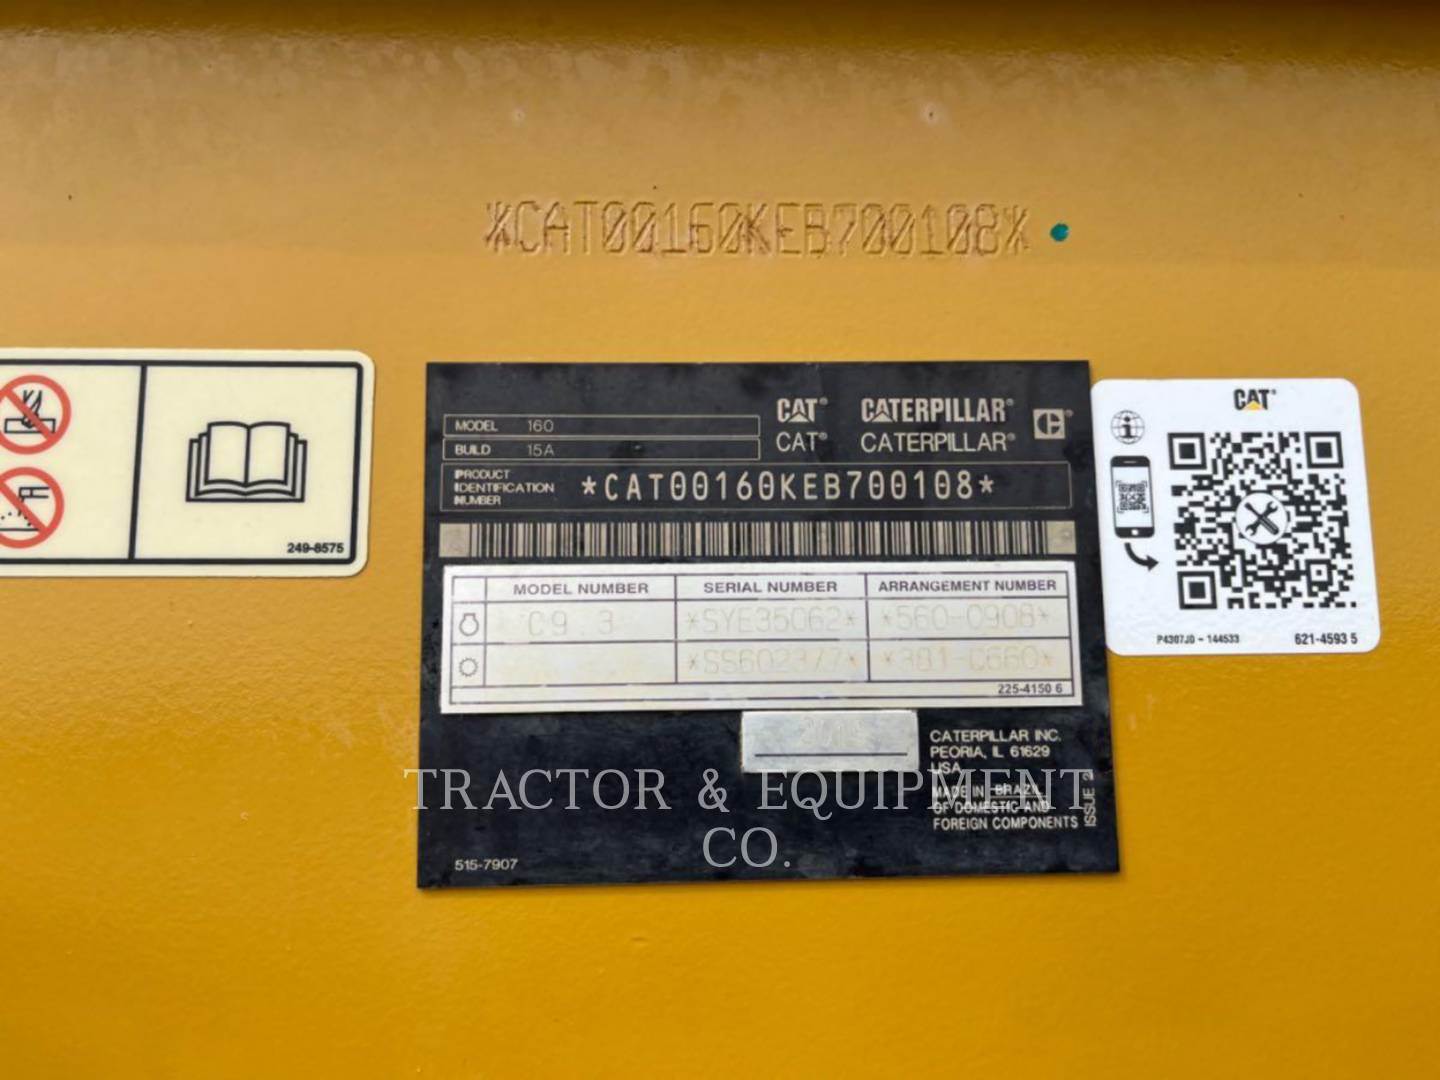 *CAT00160KEB700108*
249-8575
CAT® CATERPILLAR®
CAT® CATERPILLAR®
MODEL 160
BUILD 15A
PRODUCT IDENTIFICATION NUMBER *CAT00160KEB700108*
MODEL NUMBER SERIAL NUMBER ARRANGEMENT NUMBER
C9.3 *SYE35062* *560-0908*
225-4150 6
CATERPILLAR INC.
PEORIA, IL 61629
USA
MADE IN BRAZIL
OF DOMESTIC AND
FOREIGN COMPONENTS
ISSUE 2
515-7907
CAT®
P4307J0 - 144533 621-4593 5
TRACTOR & EQUIPMENT
CO.